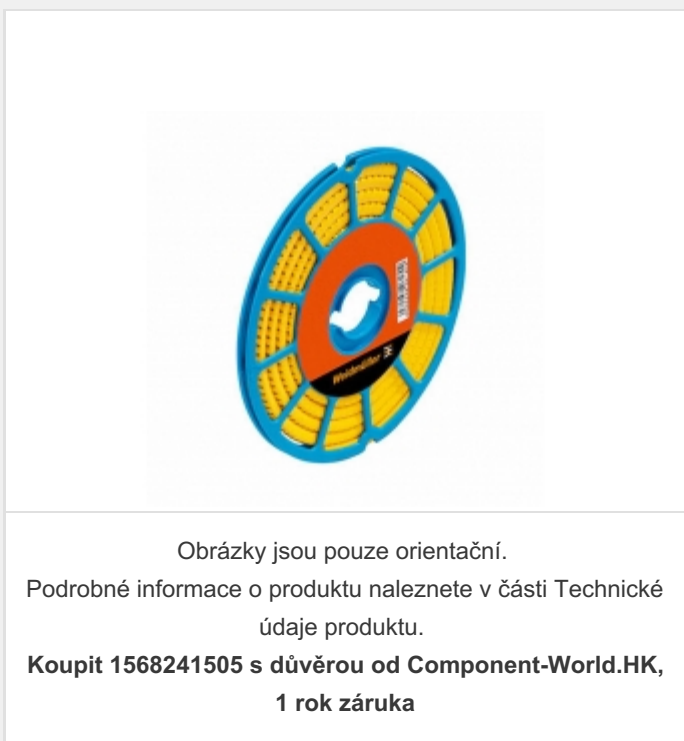 Weidmüller
Obrázky jsou pouze orientační.
Podrobné informace o produktu naleznete v části Technické
údaje produktu.
Koupit 1568241505 s důvěrou od Component-World.HK,
1 rok záruka